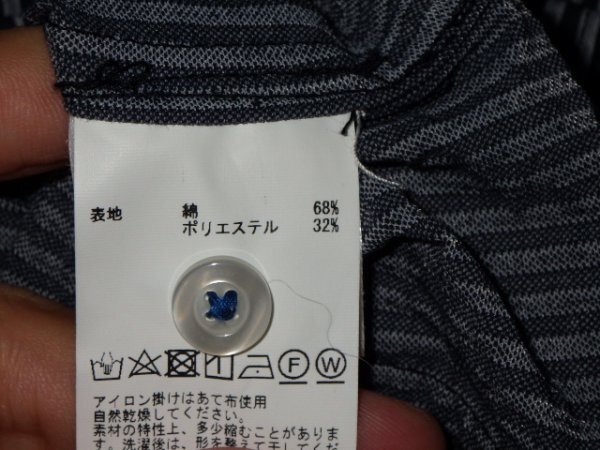 表地 綿 68%
ポリエステル 32%
F W
アイロン掛けはあて布使用
自然乾燥してください。
素材の特性上、多少縮むことがありま
す。洗濯後は、形を整えて干してくだ